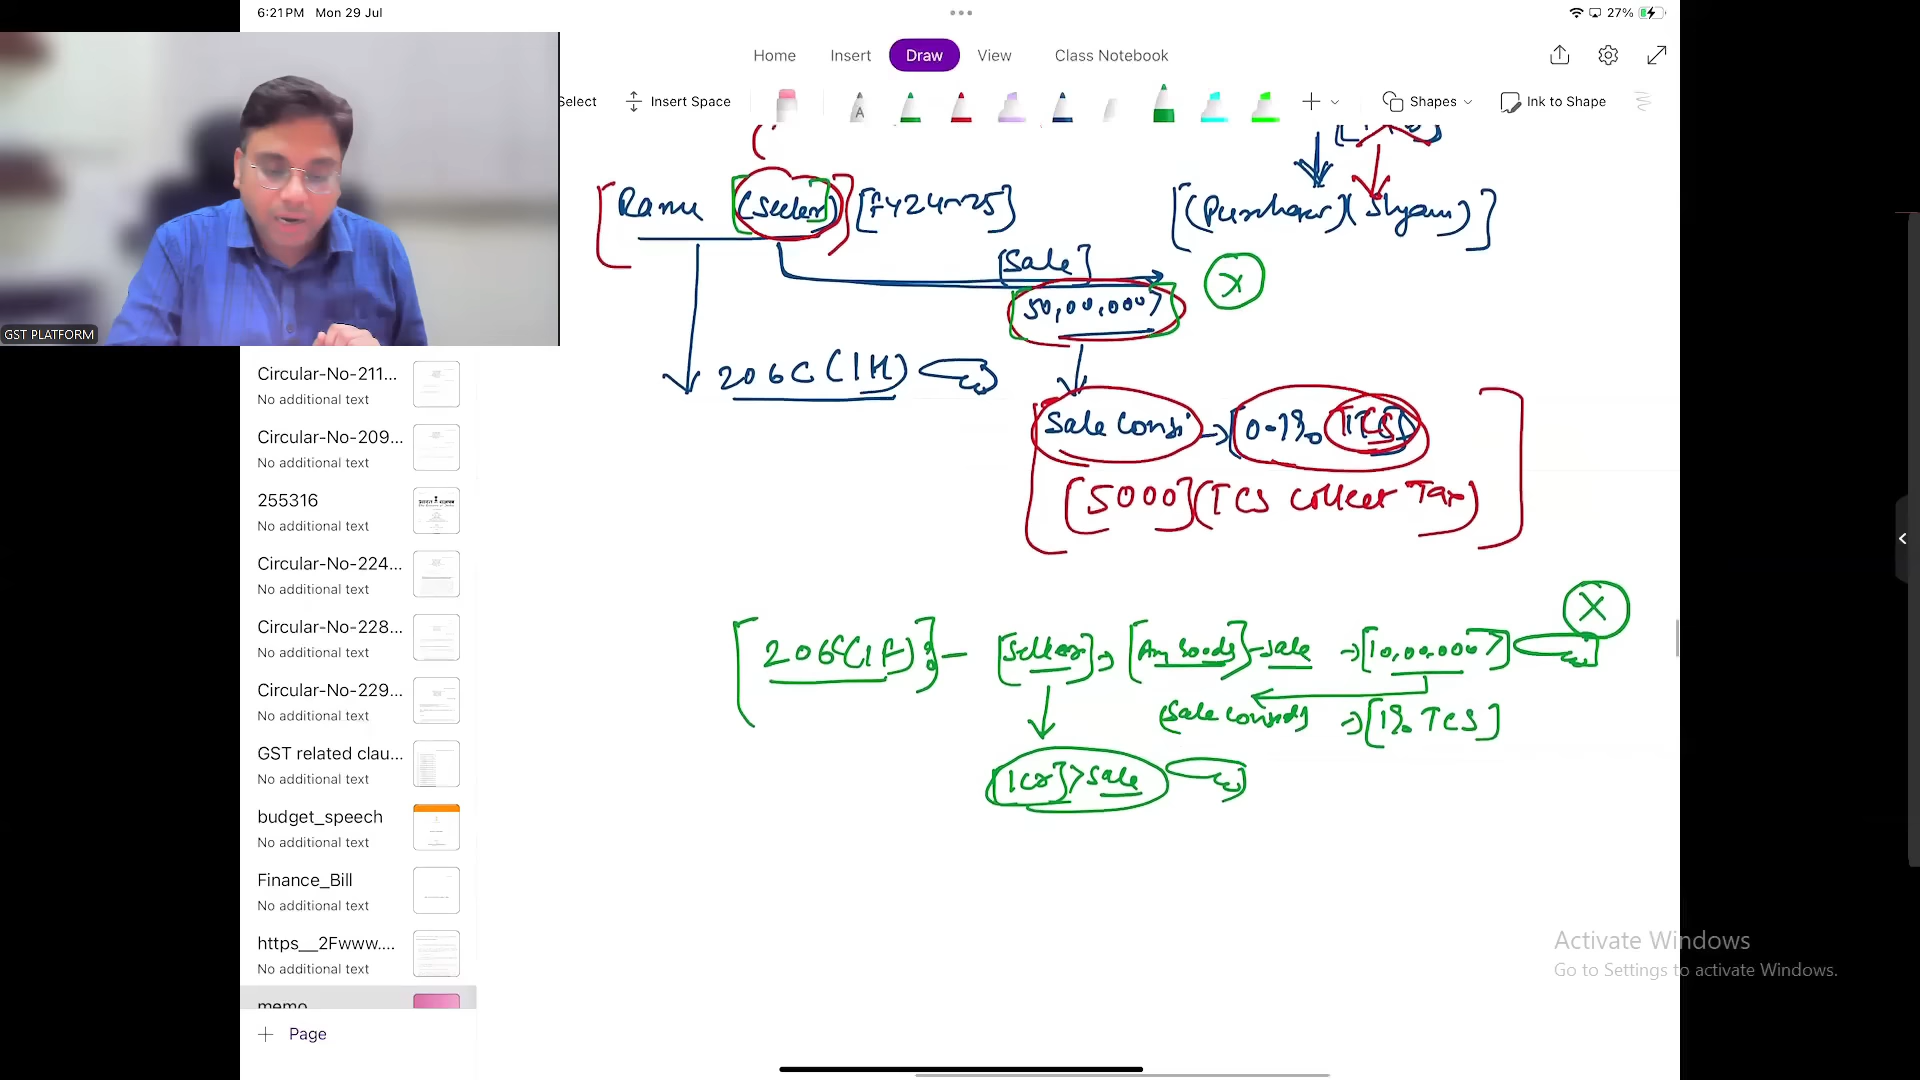 6:21PM Mon 29 Jul
27%
Home Insert Draw View Class Notebook
Select Insert Space Shapes Ink to Shape
GST PLATFORM
[Ramu (Seller)] [FY24-25]
[(Purchaser)(Shyam)]
[Sale]
50,00,000>
X
206C(1H)
Sale Consi → [0.1% TCS]
[5000](TCS Collect Tax)
[206C(1F)}:- [Seller] → [Any Goods]-sale → [10,00,000>]
X
(Sale Consd) → [1% TCS]
[1Cr]>Sale
Circular-No-211...
No additional text
Circular-No-209...
No additional text
255316
No additional text
Circular-No-224...
No additional text
Circular-No-228...
No additional text
Circular-No-229...
No additional text
GST related clau...
No additional text
budget_speech
No additional text
Finance_Bill
No additional text
https__2Fwww....
No additional text
memo
Page
Activate Windows
Go to Settings to activate Windows.